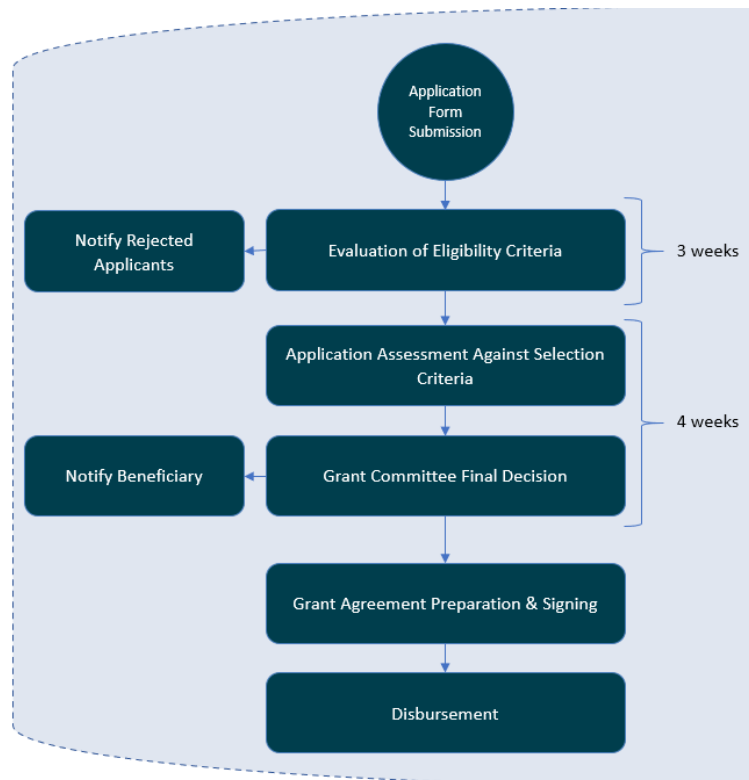 Application
Form
Submission
Notify Rejected
Applicants
Evaluation of Eligibility Criteria
3 weeks
Application Assessment Against Selection
Criteria
4 weeks
Notify Beneficiary
Grant Committee Final Decision
Grant Agreement Preparation & Signing
Disbursement